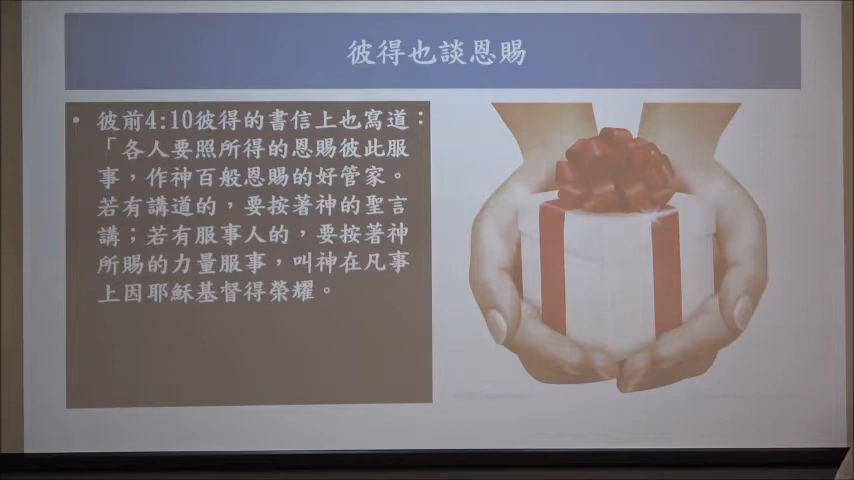 彼得也談恩賜
• 彼前4:10彼得的書信上也寫道：
「各人要照所得的恩賜彼此服
事，作神百般恩賜的好管家。
若有講道的，要按著神的聖言
講；若有服事人的，要按著神
所賜的力量服事，叫神在凡事
上因耶穌基督得榮耀。